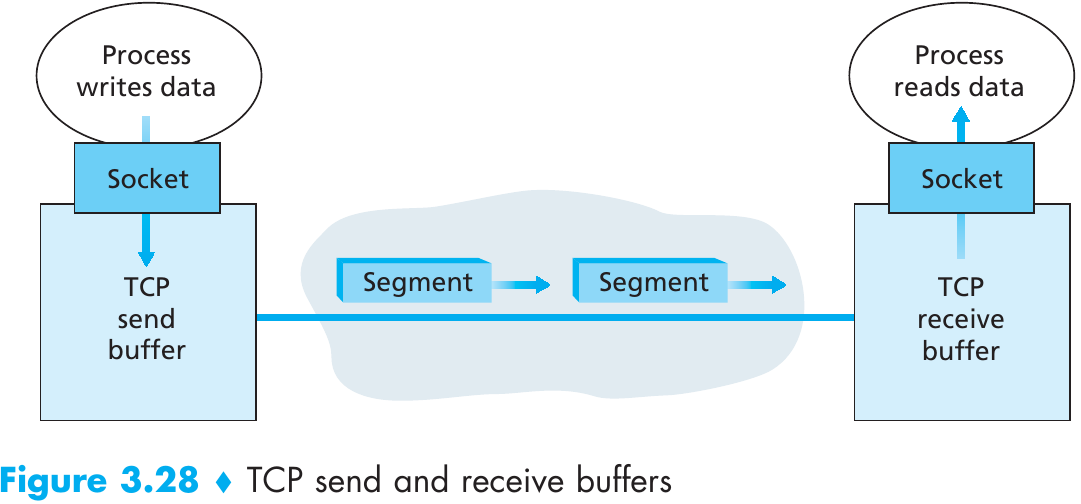 Process
writes data
Process
reads data
Socket
Socket
Segment
Segment
TCP
send
buffer
TCP
receive
buffer
Figure 3.28 ♦ TCP send and receive buffers